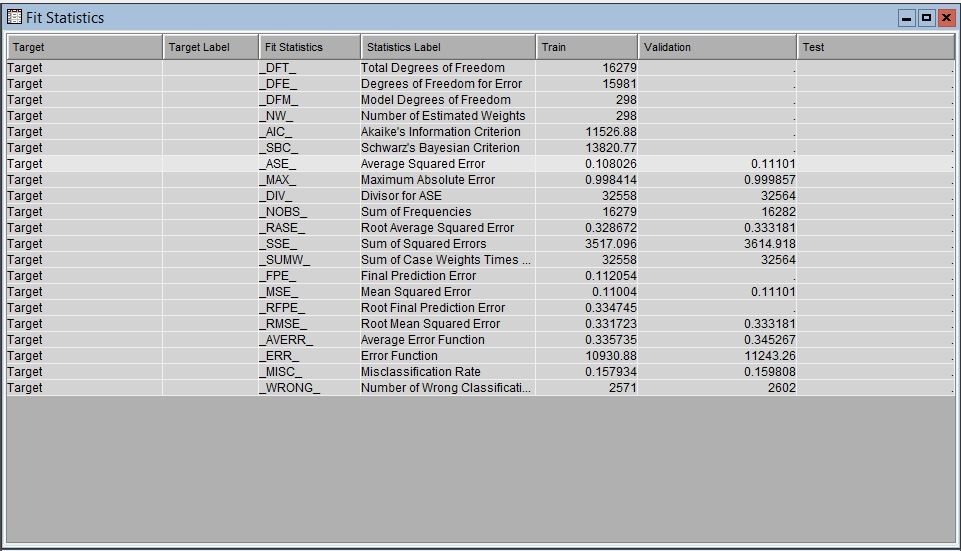 Fit Statistics
Target Target Label Fit Statistics Statistics Label Train Validation Test
Target _DFT_ Total Degrees of Freedom 16279 . .
Target _DFE_ Degrees of Freedom for Error 15981 . .
Target _DFM_ Model Degrees of Freedom 298 . .
Target _NW_ Number of Estimated Weights 298 . .
Target _AIC_ Akaike's Information Criterion 11526.88 . .
Target _SBC_ Schwarz's Bayesian Criterion 13820.77 . .
Target _ASE_ Average Squared Error 0.108026 0.11101 .
Target _MAX_ Maximum Absolute Error 0.998414 0.999857 .
Target _DIV_ Divisor for ASE 32558 32564 .
Target _NOBS_ Sum of Frequencies 16279 16282 .
Target _RASE_ Root Average Squared Error 0.328672 0.333181 .
Target _SSE_ Sum of Squared Errors 3517.096 3614.918 .
Target _SUMW_ Sum of Case Weights Times ... 32558 32564 .
Target _FPE_ Final Prediction Error 0.112054 . .
Target _MSE_ Mean Squared Error 0.11004 0.11101 .
Target _RFPE_ Root Final Prediction Error 0.334745 . .
Target _RMSE_ Root Mean Squared Error 0.331723 0.333181 .
Target _AVERR_ Average Error Function 0.335735 0.345267 .
Target _ERR_ Error Function 10930.88 11243.26 .
Target _MISC_ Misclassification Rate 0.157934 0.159808 .
Target _WRONG_ Number of Wrong Classificati... 2571 2602 .